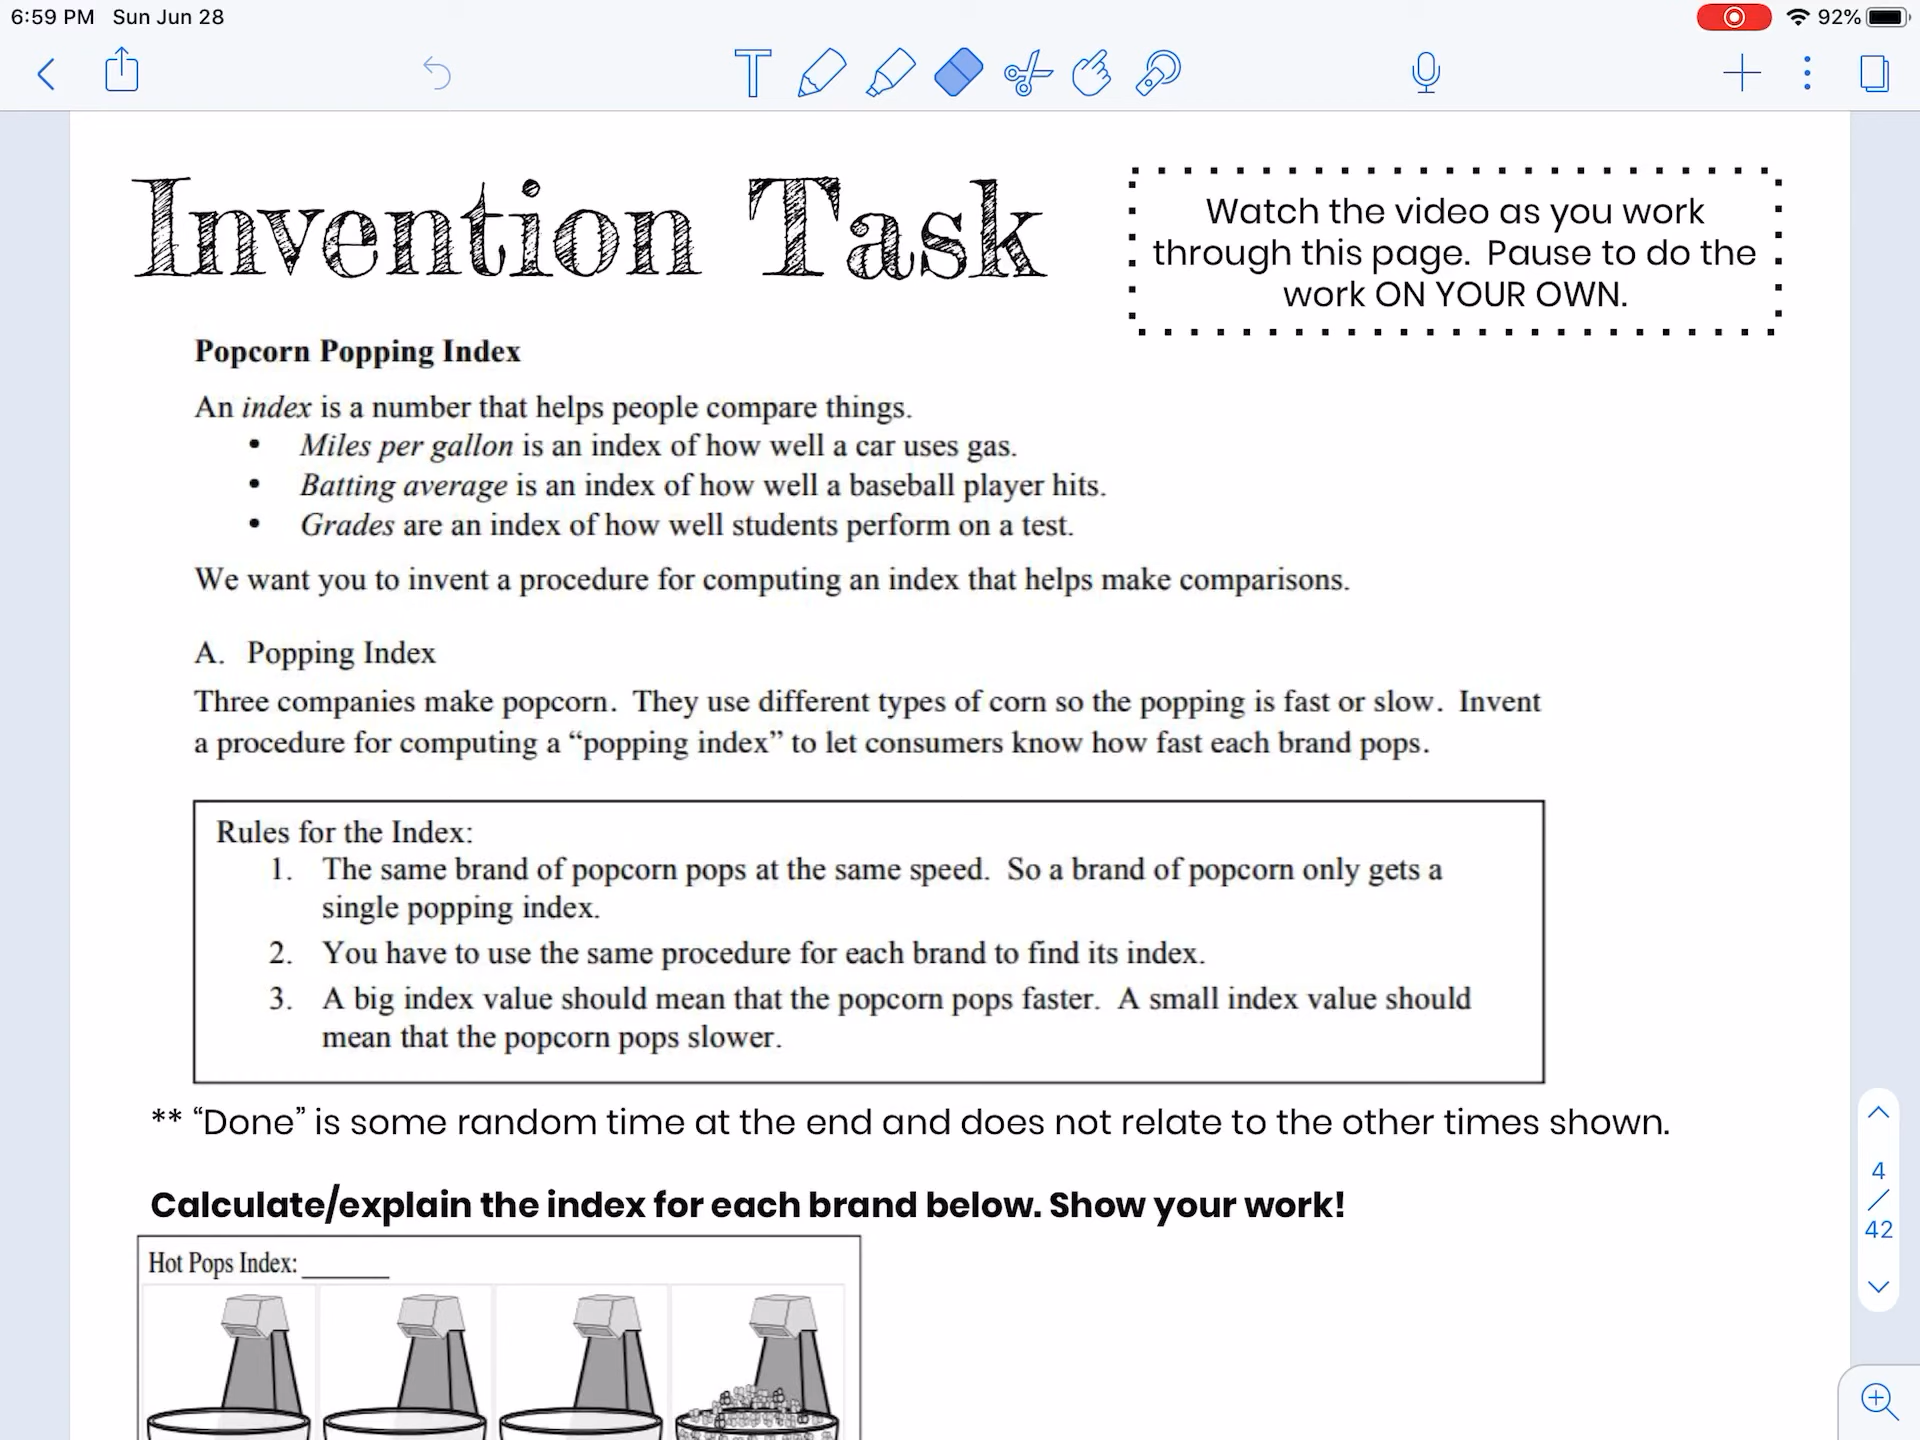 6:59 PM Sun Jun 28
92%
Invention Task
Watch the video as you work
through this page. Pause to do the
work ON YOUR OWN.
Popcorn Popping Index
An index is a number that helps people compare things.
• Miles per gallon is an index of how well a car uses gas.
• Batting average is an index of how well a baseball player hits.
• Grades are an index of how well students perform on a test.
We want you to invent a procedure for computing an index that helps make comparisons.
A. Popping Index
Three companies make popcorn. They use different types of corn so the popping is fast or slow. Invent
a procedure for computing a “popping index” to let consumers know how fast each brand pops.
Rules for the Index:
1. The same brand of popcorn pops at the same speed. So a brand of popcorn only gets a
single popping index.
2. You have to use the same procedure for each brand to find its index.
3. A big index value should mean that the popcorn pops faster. A small index value should
mean that the popcorn pops slower.
** “Done” is some random time at the end and does not relate to the other times shown.
Calculate/explain the index for each brand below. Show your work!
Hot Pops Index: ______
4
/
42